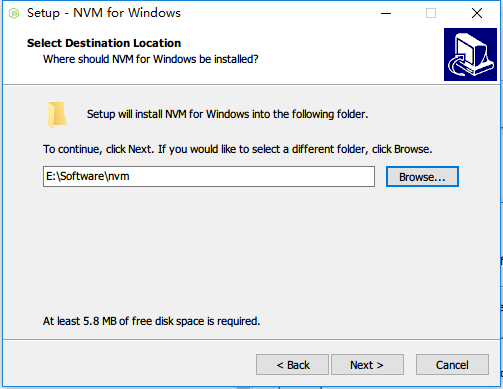 Setup - NVM for Windows
Select Destination Location
Where should NVM for Windows be installed?
Setup will install NVM for Windows into the following folder.
To continue, click Next. If you would like to select a different folder, click Browse.
E:\Software\nvm
Browse...
At least 5.8 MB of free disk space is required.
< Back
Next >
Cancel